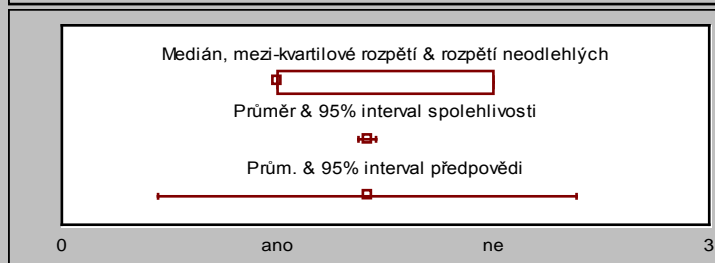 Medián, mezi-kvartilové rozpětí & rozpětí neodlehlých
Průměr & 95% interval spolehlivosti
Prům. & 95% interval předpovědi
0 ano ne 3